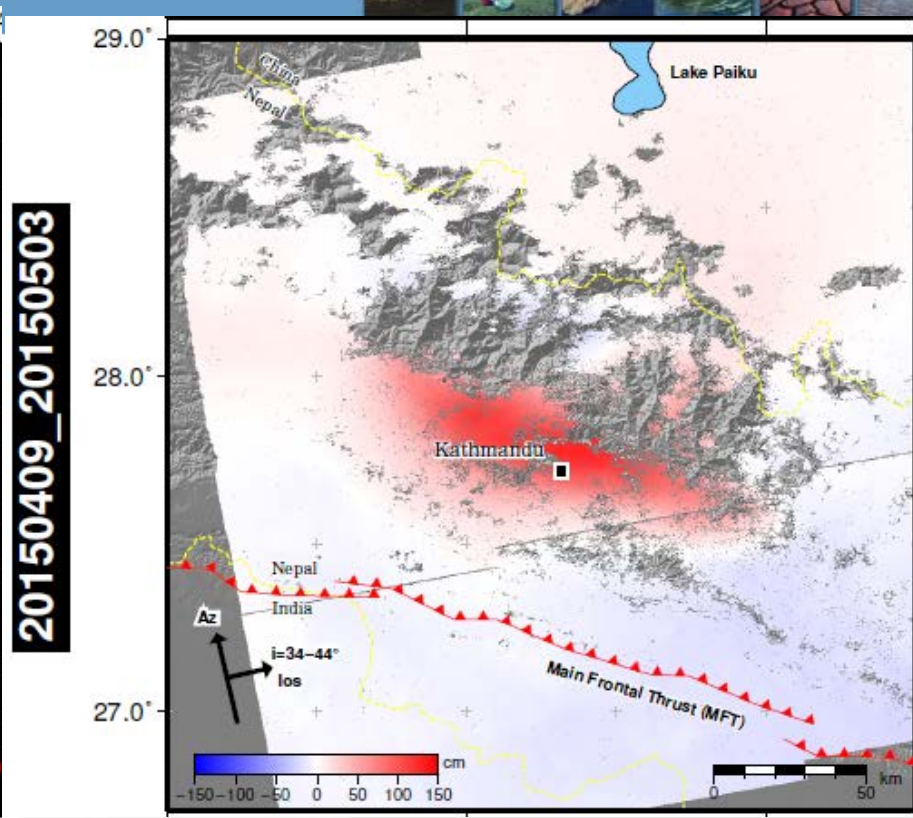 29.0°
China
Nepal
Lake Paiku
20150409_20150503
28.0°
Kathmandu
Nepal
India
Az
i=34–44°
los
Main Frontal Thrust (MFT)
27.0°
cm
−150 −100 −50 0 50 100 150
km
0 50